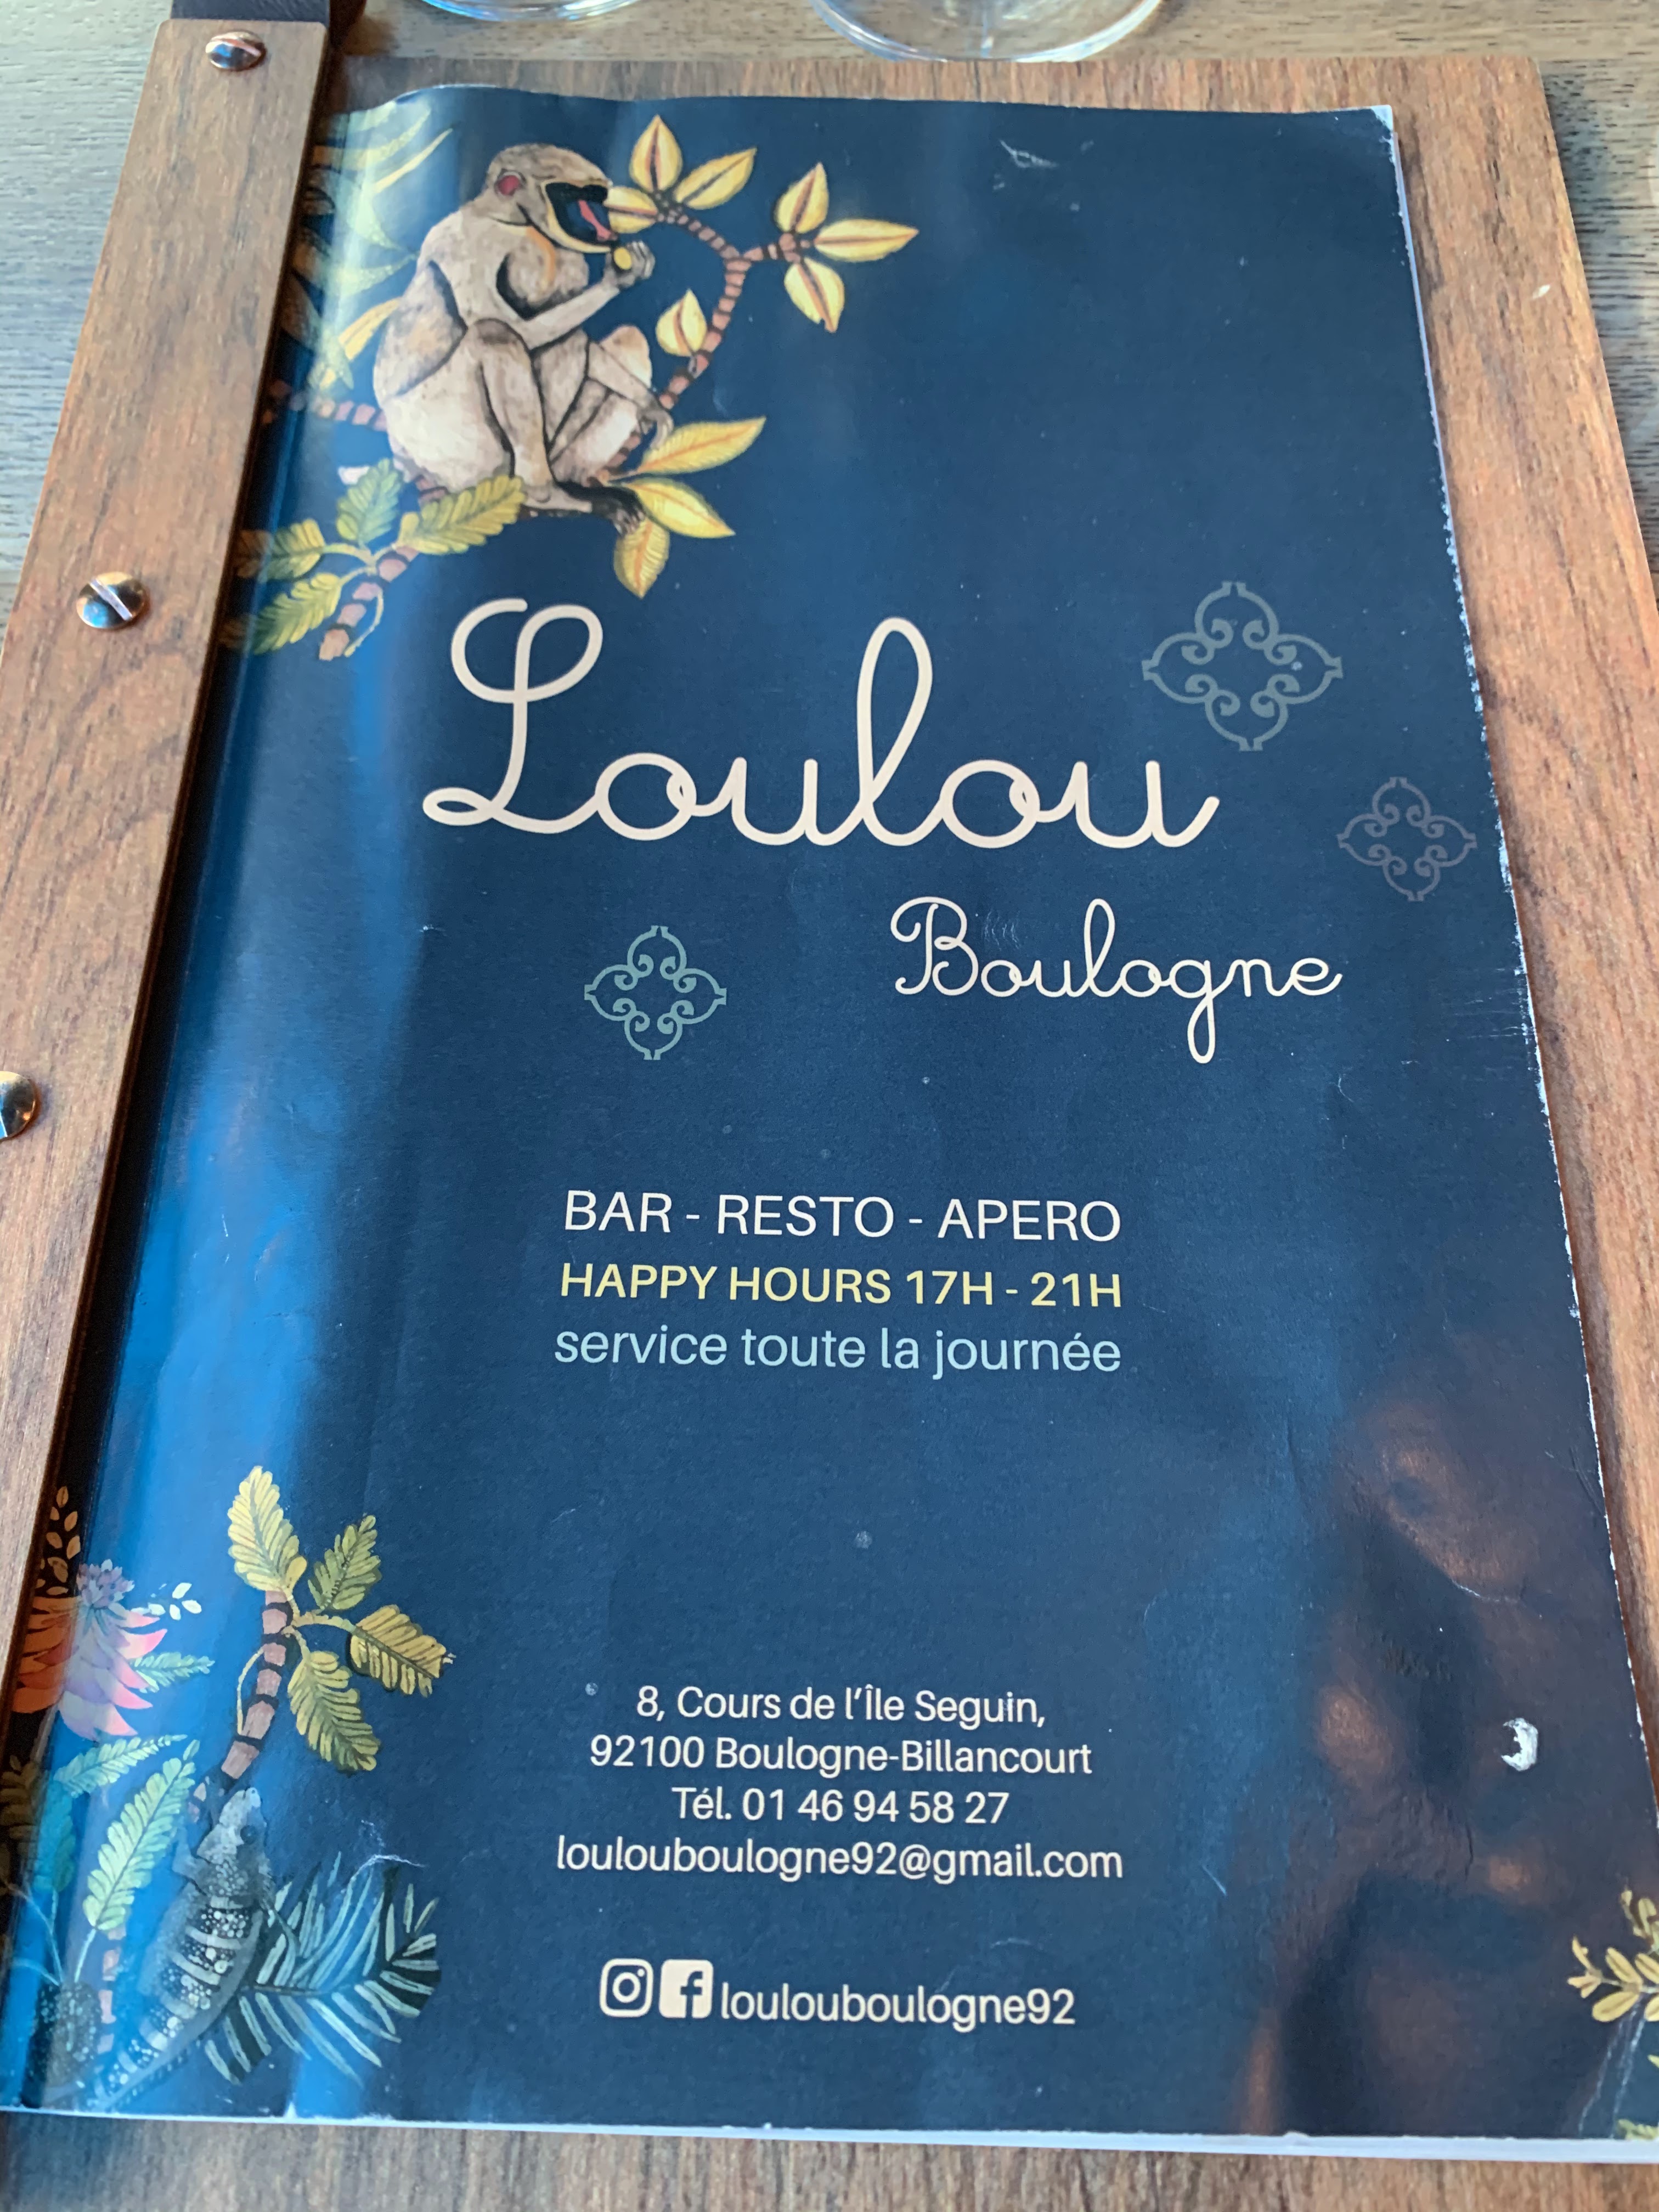 Loulou
Boulogne
BAR - RESTO - APERO
HAPPY HOURS 17H - 21H
service toute la journée
8, Cours de l'Île Seguin,
92100 Boulogne-Billancourt
Tél. 01 46 94 58 27
loulouboulogne92@gmail.com
loulouboulogne92